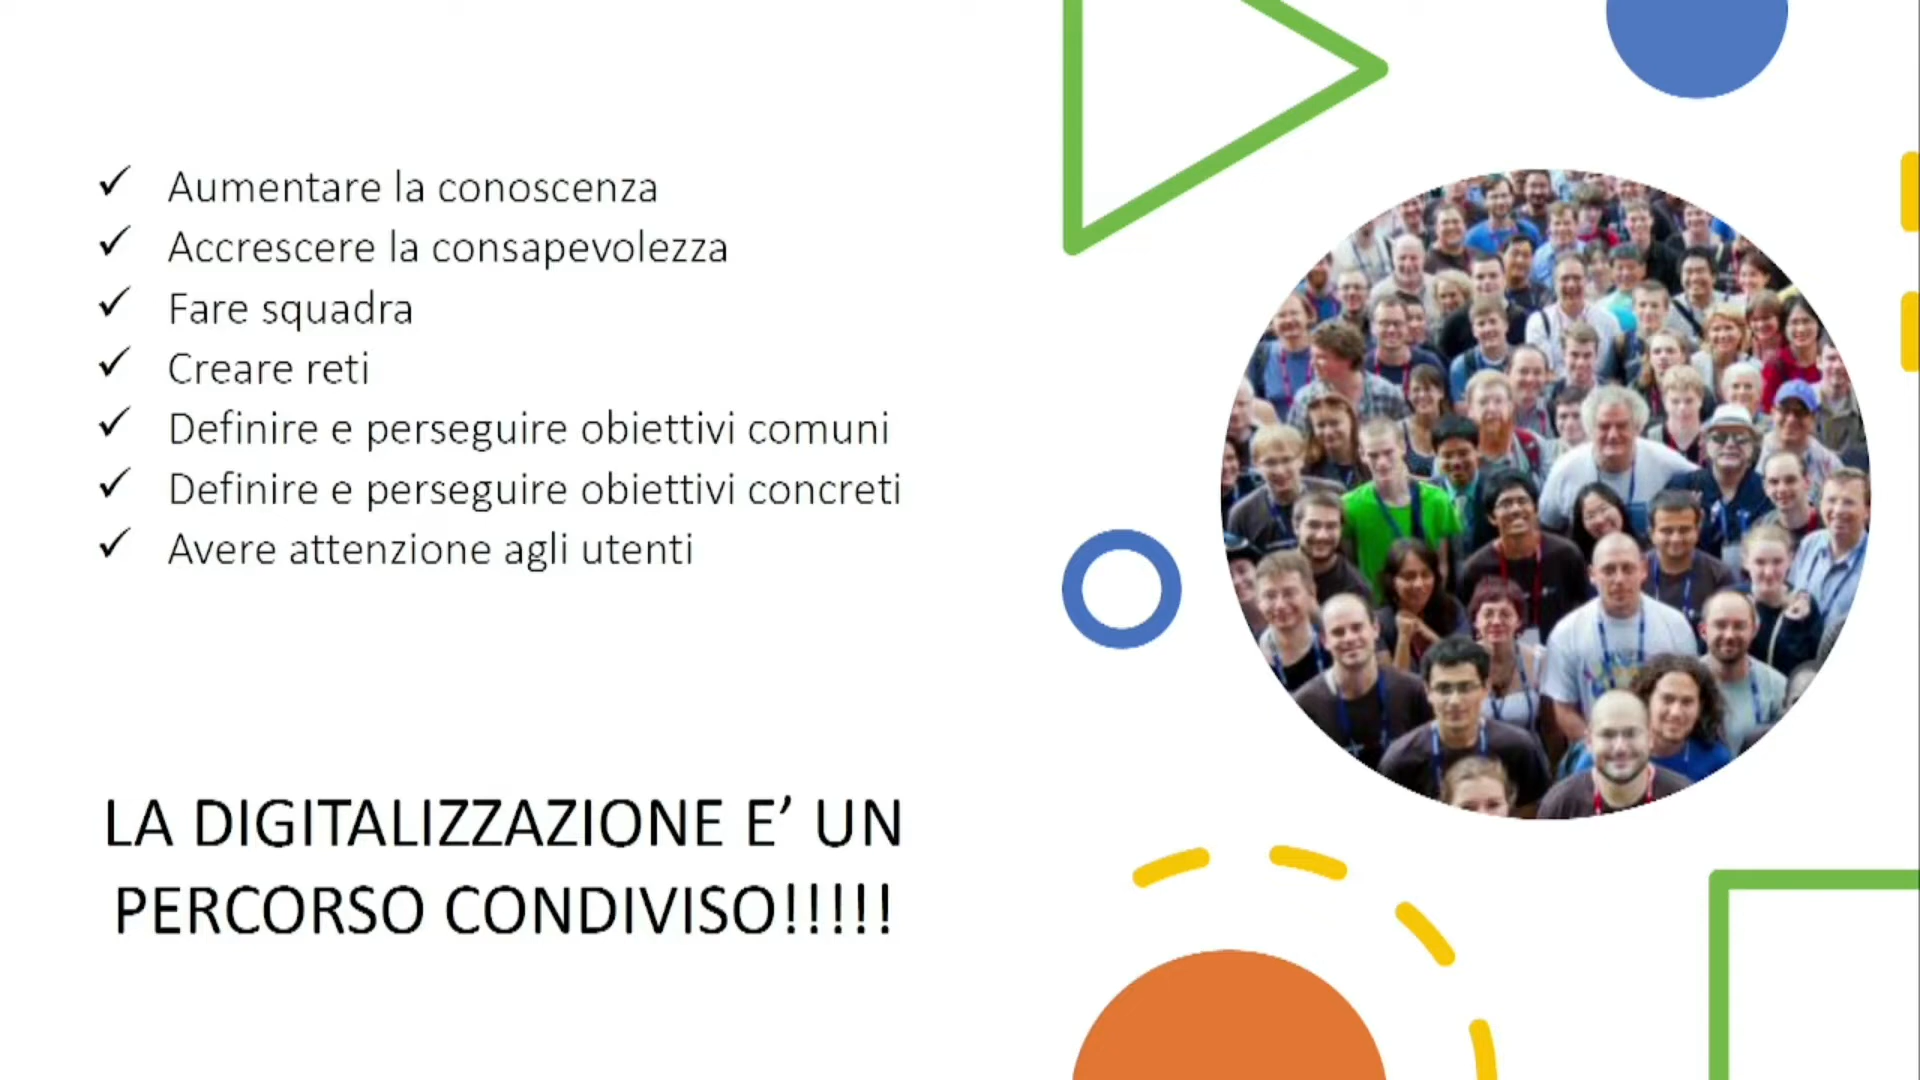 Aumentare la conoscenza
Accrescere la consapevolezza
Fare squadra
Creare reti
Definire e perseguire obiettivi comuni
Definire e perseguire obiettivi concreti
Avere attenzione agli utenti
LA DIGITALIZZAZIONE E’ UN
PERCORSO CONDIVISO!!!!!